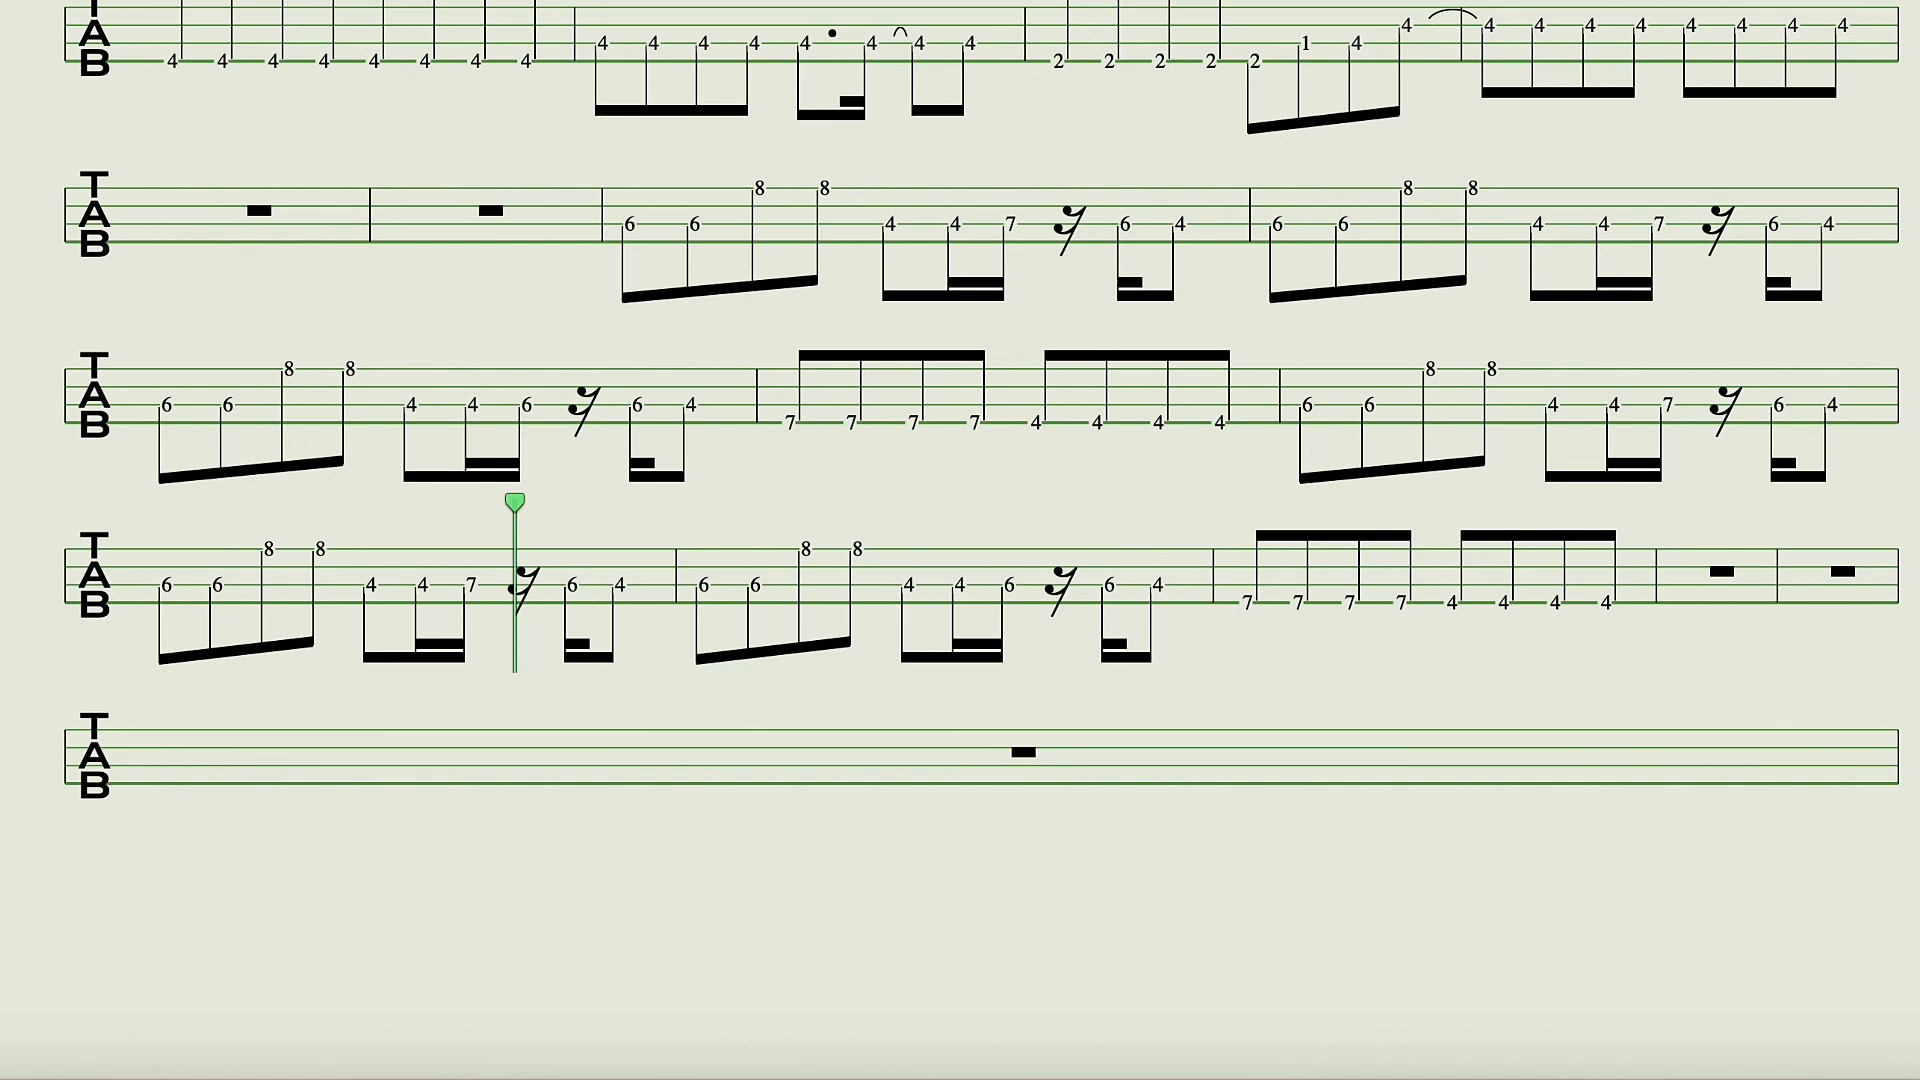 T
A 4 4 4 4 4 4 4 4 4 4 4 4
B 4 4 4 4 4 4 4 4 2 2 2 2 2 1 4 4 4 4 4 4 4 4 4 4
T 8 8 8 8
A 6 6 4 4 7 6 4 6 6 4 4 7 6 4
B
T 8 8 8 8
A 6 6 4 4 6 6 4 6 6 4 4 7 6 4
B 7 7 7 7 4 4 4 4
T 8 8 8 8
A 6 6 4 4 7 6 4 6 6 4 4 6 6 4
B 7 7 7 7 4 4 4 4
T
A
B